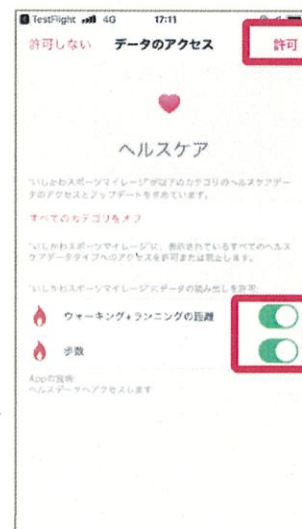 TestFlight 4G 17:11
許可しない データのアクセス 許可
ヘルスケア
"いしかわスポーツマイレージ"が以下のカテゴリのヘルスケアデー
タのアクセスとアップデートを求めています。
すべてのカテゴリをオフ
"いしかわスポーツマイレージ"に、表示されているすべてのヘルス
ケアデータタイプへのアクセスを許可または禁止します。
"いしかわスポーツマイレージ"にデータの読み出しを許可:
ウォーキング+ランニングの距離
歩数
Appの説明:
ヘルスデータへアクセスします